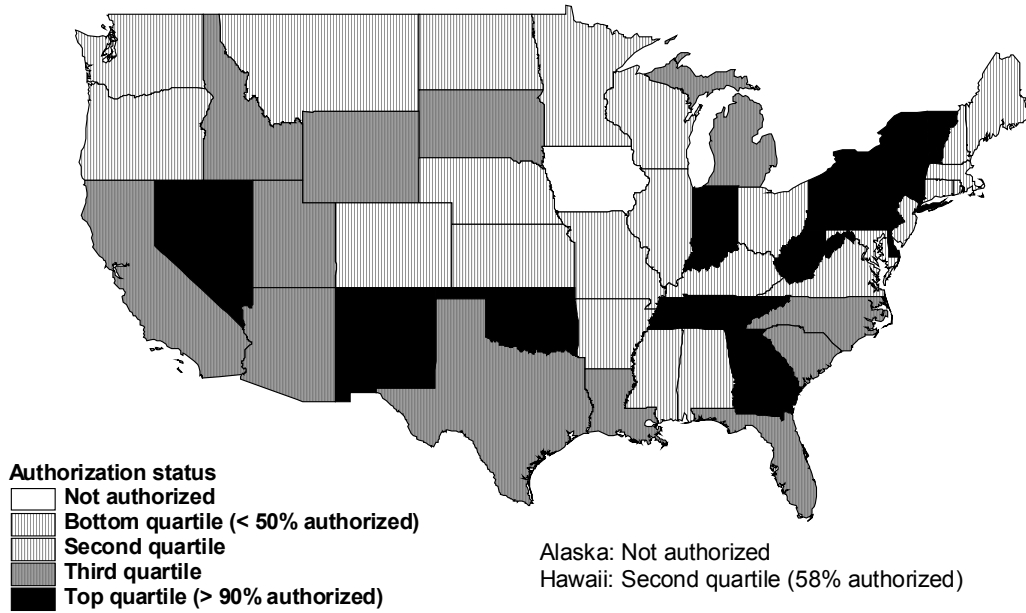 Authorization status
Not authorized
Bottom quartile (< 50% authorized)
Second quartile
Third quartile
Top quartile (> 90% authorized)
Alaska: Not authorized
Hawaii: Second quartile (58% authorized)